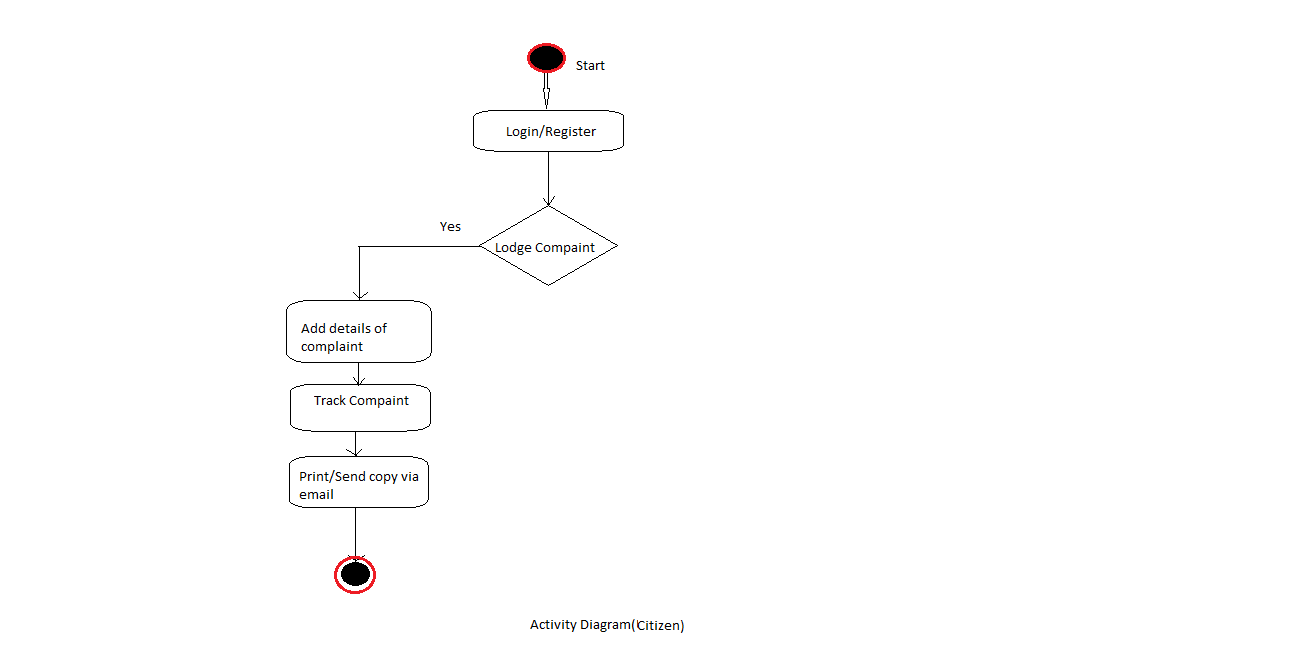 Start
Login/Register
Yes
Lodge Compaint
Add details of
complaint
Track Compaint
Print/Send copy via
email
Activity Diagram(Citizen)